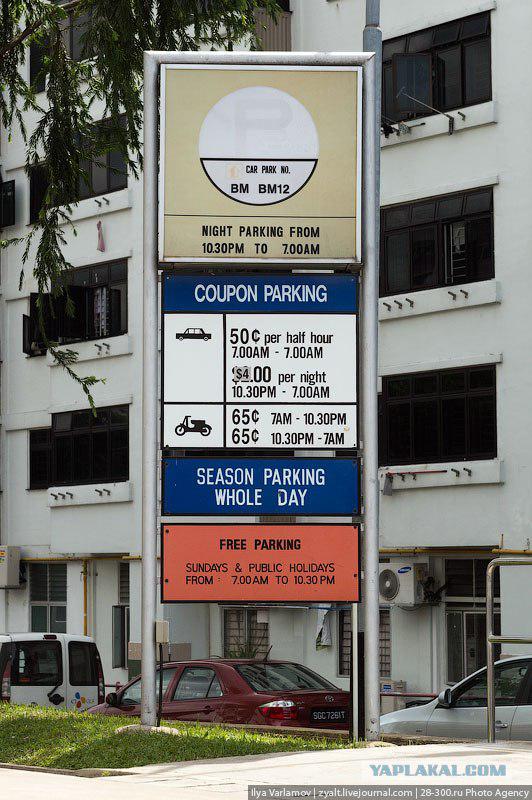 P
CAR PARK NO.
BM BM12
NIGHT PARKING FROM
10.30PM TO 7.00AM
COUPON PARKING
50¢ per half hour
7.00AM - 7.00AM
$4.00 per night
10.30PM - 7.00AM
65¢ 7AM - 10.30PM
65¢ 10.30PM - 7AM
SEASON PARKING
WHOLE DAY
FREE PARKING
SUNDAYS & PUBLIC HOLIDAYS
FROM : 7.00AM TO 10.30PM
SGC7261T
YAPLAKAL.COM
Ilya Varlamov | zyalt.livejournal.com | 28-300.ru Photo Agency